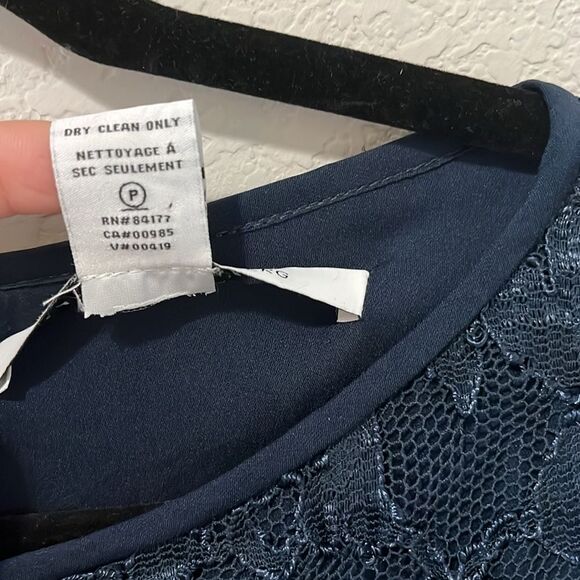 DRY CLEAN ONLY
NETTOYAGE À
SEC SEULEMENT
P
RN#84177
CA#00985
V#00419